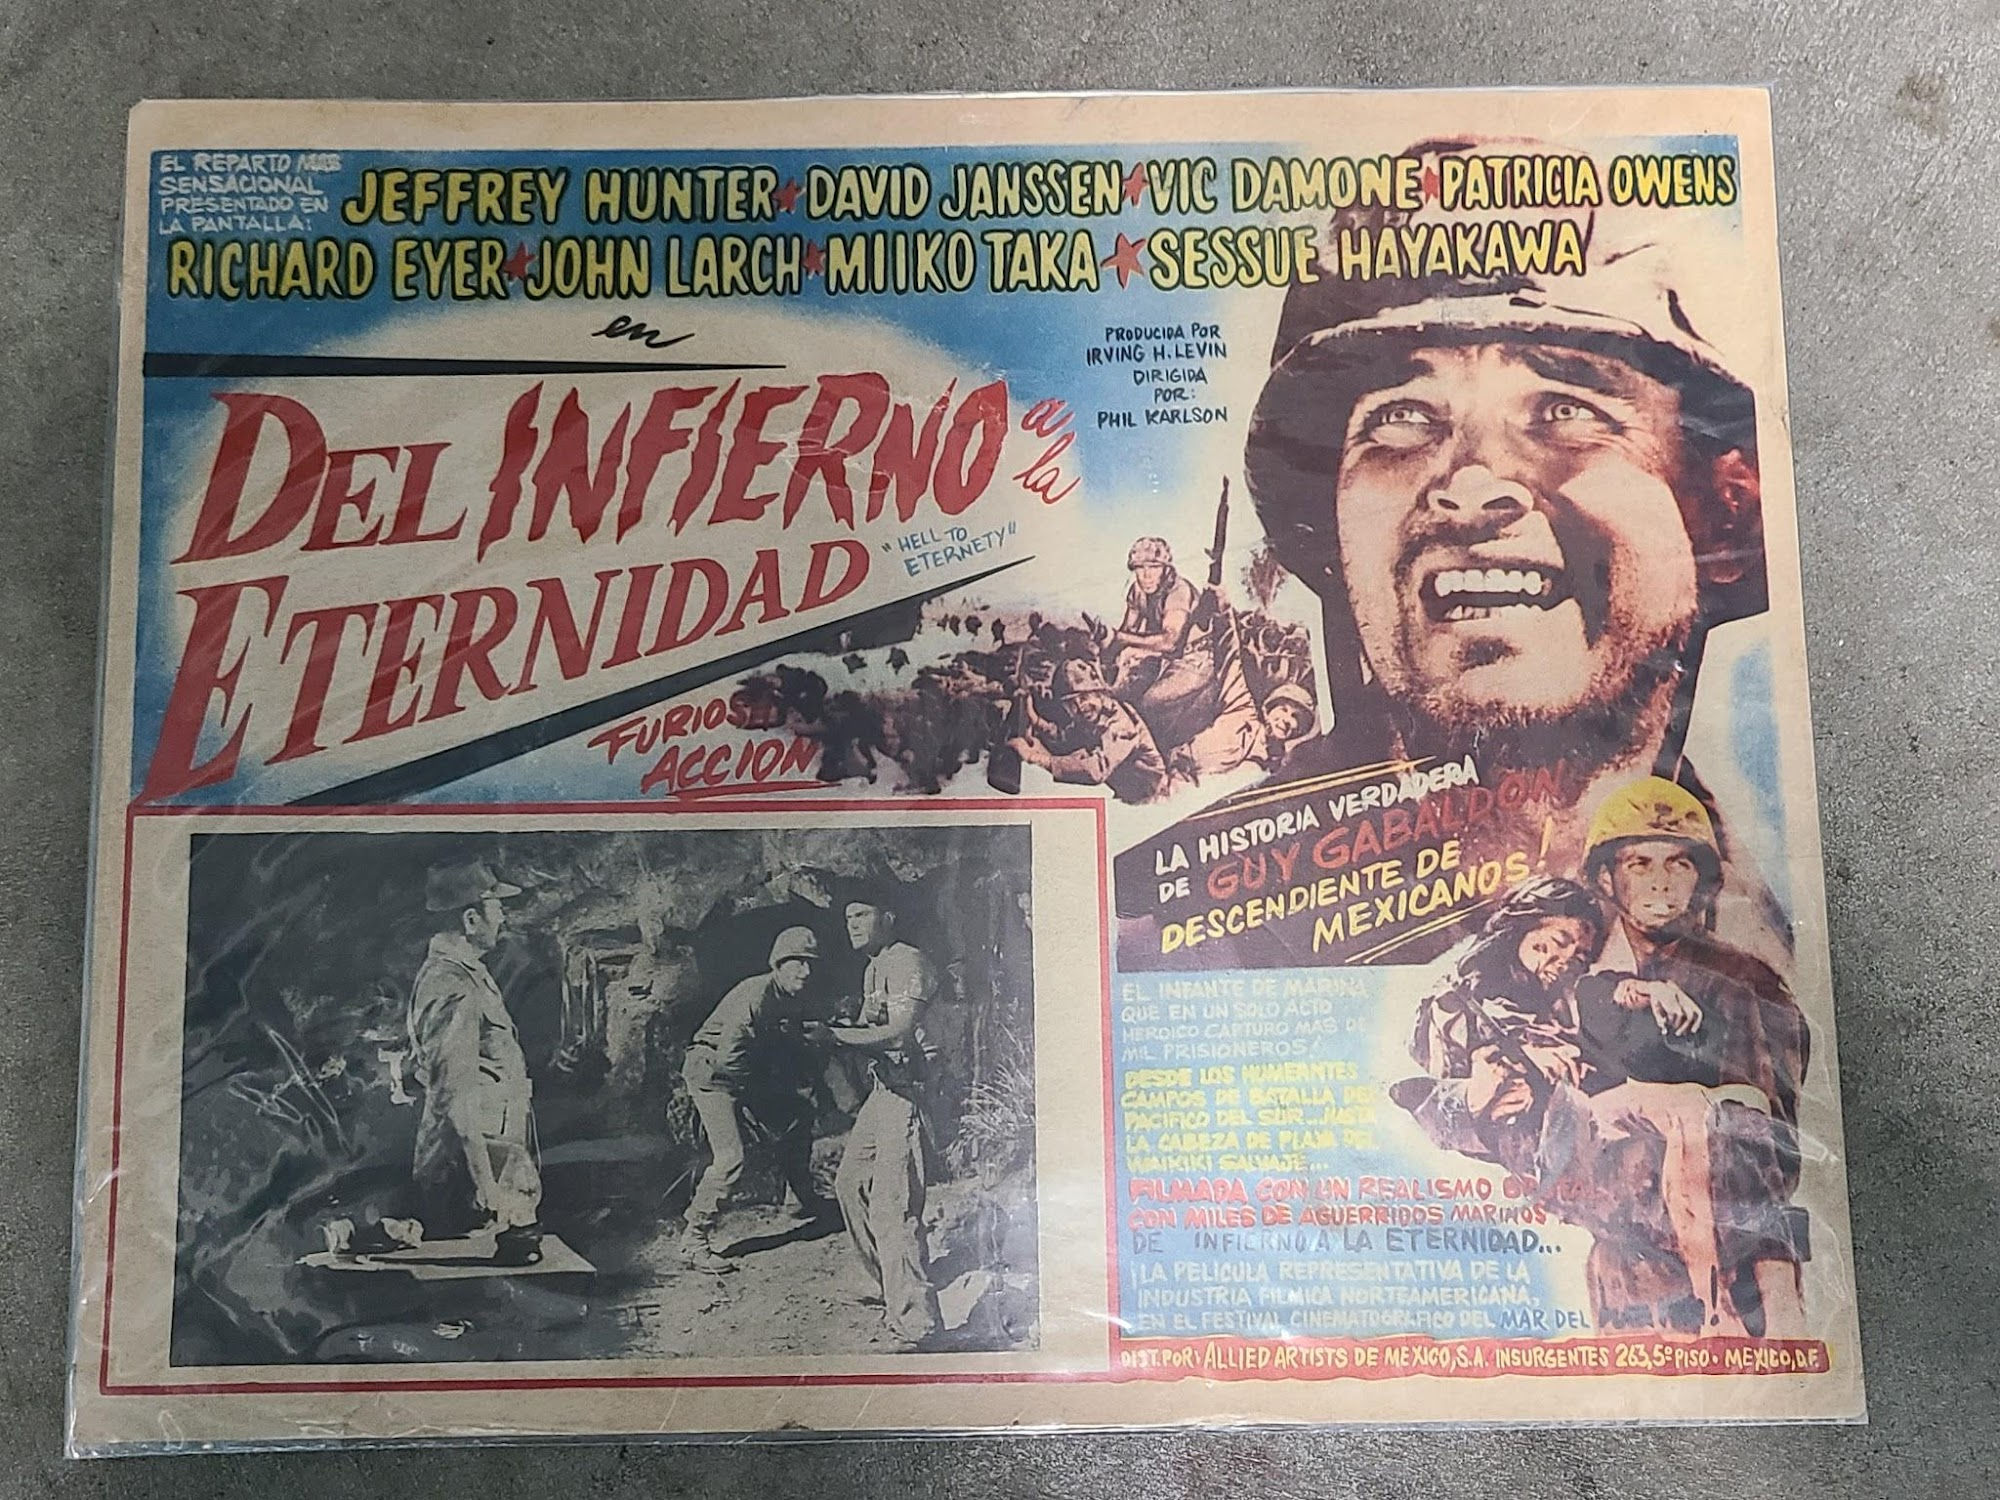 EL REPARTO MAS
SENSACIONAL
PRESENTADO EN
LA PANTALLA:
JEFFREY HUNTER ★ DAVID JANSSEN ★ VIC DAMONE ★ PATRICIA OWENS
RICHARD EYER ★ JOHN LARCH ★ MIIKO TAKA ★ SESSUE HAYAKAWA
en
PRODUCIDA POR
IRVING H. LEVIN
DIRIGIDA
POR:
PHIL KARLSON
DEL INFIERNO a la
ETERNIDAD
"HELL TO
ETERNETY"
FURIOSA
ACCION
LA HISTORIA VERDADERA
DE GUY GABALDON
DESCENDIENTE DE
MEXICANOS!
EL INFANTE DE MARINA
QUE EN UN SOLO ACTO
HEROICO CAPTURO MAS DE
MIL PRISIONEROS!
DESDE LOS HUMEANTES
CAMPOS DE BATALLA DEL
PACIFICO DEL SUR...HASTA
LA CABEZA DE PLAYA DEL
WAIKIKI SALVAJE...
FILMADA CON UN REALISMO BRUTAL
CON MILES DE AGUERRIDOS MARINOS
DE INFIERNO A LA ETERNIDAD...
¡LA PELICULA REPRESENTATIVA DE LA
INDUSTRIA FILMICA NORTEAMERICANA,
EN EL FESTIVAL CINEMATOGRAFICO DEL MAR DEL
DIST. POR: ALLIED ARTISTS DE MEXICO, S.A. INSURGENTES 263, 5º PISO • MEXICO, D.F.